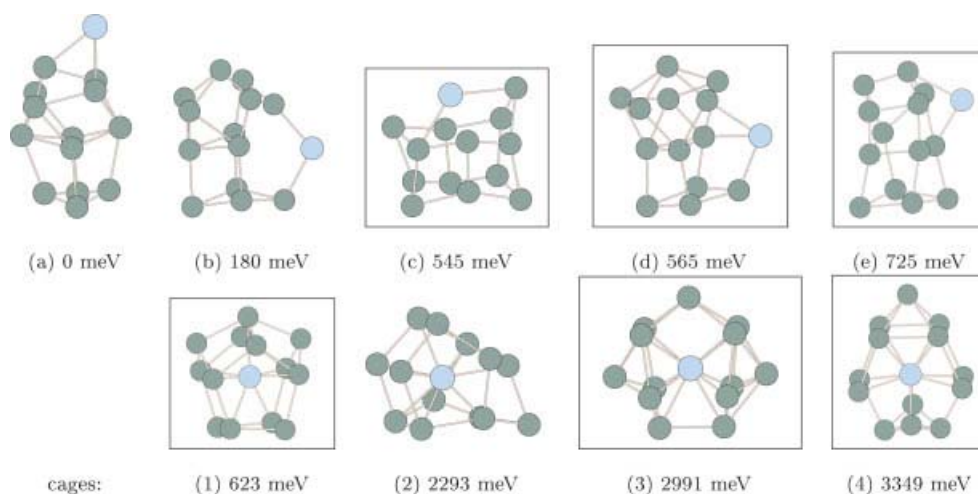 (a) 0 meV (b) 180 meV (c) 545 meV (d) 565 meV (e) 725 meV
cages: (1) 623 meV (2) 2293 meV (3) 2991 meV (4) 3349 meV